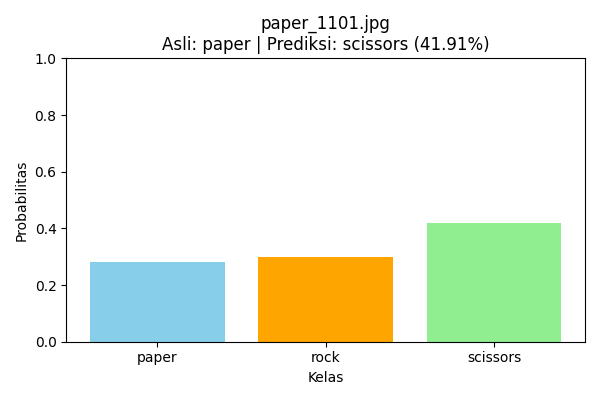 paper_1101.jpg
Asli: paper | Prediksi: scissors (41.91%)
1.0
0.8
0.6
0.4
0.2
0.0
Probabilitas
paper rock scissors
Kelas